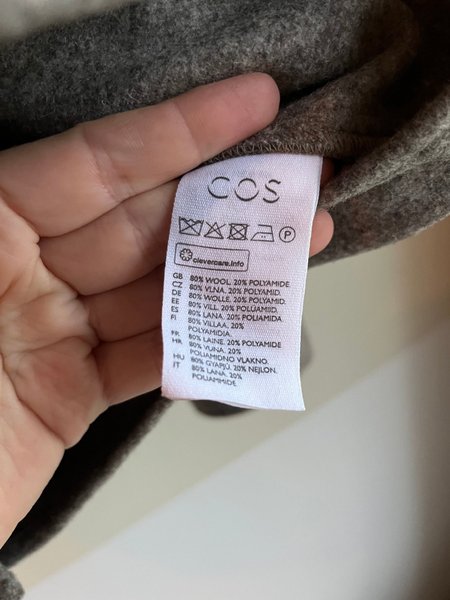 COS
P
clevercare.info
GB 80% WOOL. 20% POLYAMIDE
CZ 80% VLNA. 20% POLYAMID.
DE 80% WOLLE. 20% POLYAMID.
EE 80% VILL. 20% POLÜAMIID.
ES 80% LANA. 20% POLIAMIDA
FI 80% VILLAA. 20%
POLYAMIDIA.
FR 80% LAINE. 20% POLYAMIDE
HR 80% VUNA. 20%
POLIAMIDNO VLAKNO.
HU 80% GYAPJÚ. 20% NEJLON.
IT 80% LANA. 20%
POLIAMMIDE